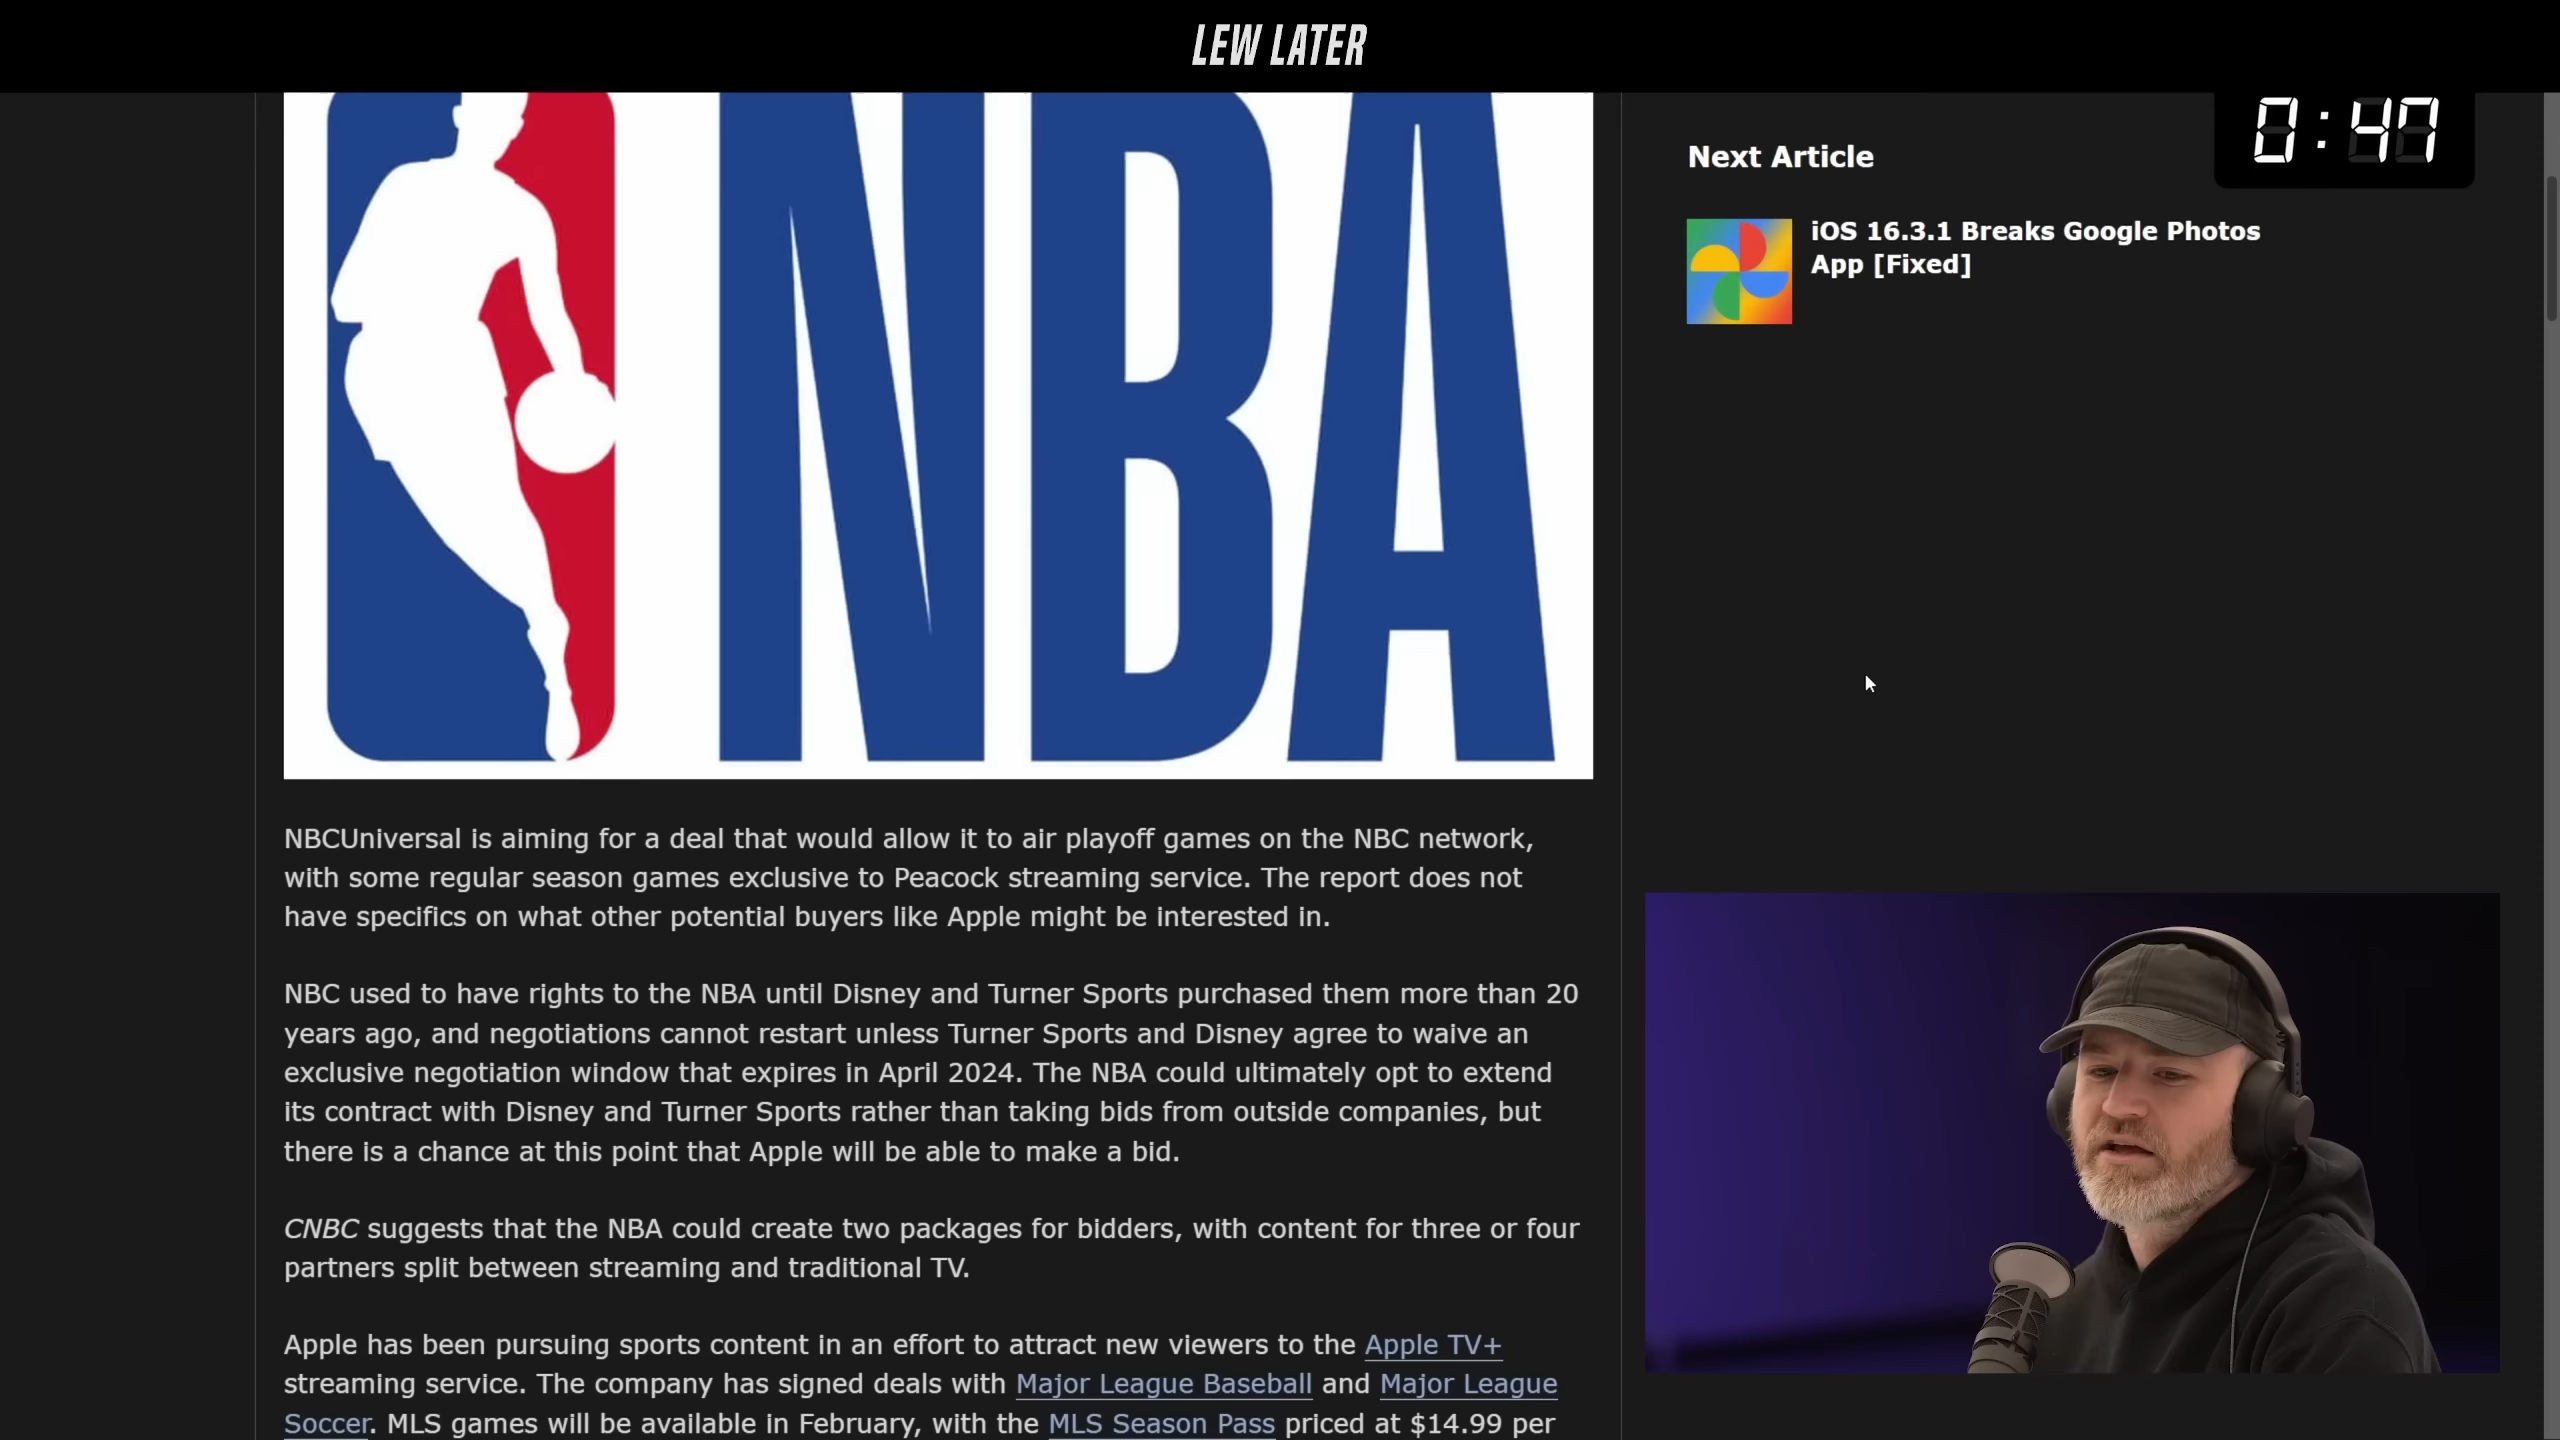 LEW LATER
0:47
NBA
Next Article
iOS 16.3.1 Breaks Google Photos
App [Fixed]
NBCUniversal is aiming for a deal that would allow it to air playoff games on the NBC network,
with some regular season games exclusive to Peacock streaming service. The report does not
have specifics on what other potential buyers like Apple might be interested in.
NBC used to have rights to the NBA until Disney and Turner Sports purchased them more than 20
years ago, and negotiations cannot restart unless Turner Sports and Disney agree to waive an
exclusive negotiation window that expires in April 2024. The NBA could ultimately opt to extend
its contract with Disney and Turner Sports rather than taking bids from outside companies, but
there is a chance at this point that Apple will be able to make a bid.
CNBC suggests that the NBA could create two packages for bidders, with content for three or four
partners split between streaming and traditional TV.
Apple has been pursuing sports content in an effort to attract new viewers to the Apple TV+
streaming service. The company has signed deals with Major League Baseball and Major League
Soccer. MLS games will be available in February, with the MLS Season Pass priced at $14.99 per